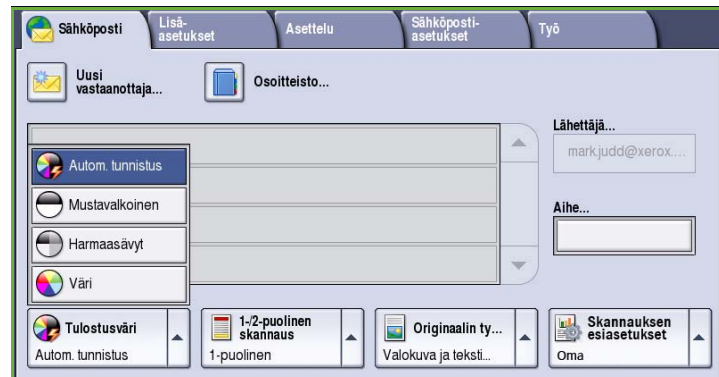 Sähköposti
Lisä-
asetukset
Asettelu
Sähköposti-
asetukset
Työ
Uusi
vastaanottaja...
Osoitteisto...
Lähettäjä...
mark.judd@xerox....
Aihe...
Autom. tunnistus
Mustavalkoinen
Harmaasävyt
Väri
Tulostusväri
Autom. tunnistus
1-/2-puolinen
skannaus
1-puolinen
Originaalin ty...
Valokuva ja teksti...
Skannauksen
esiasetukset
Oma